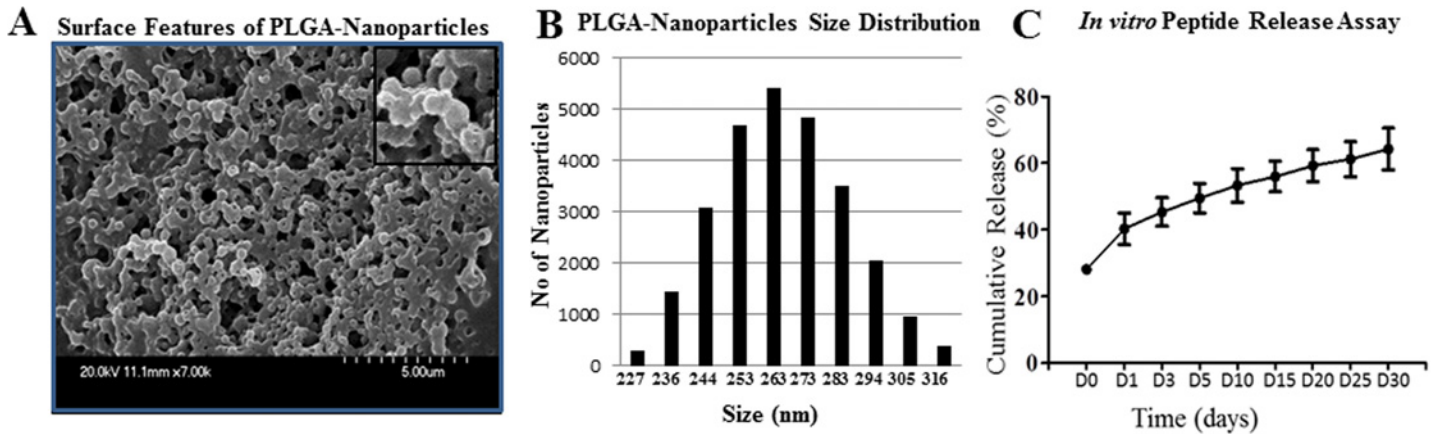 A Surface Features of PLGA-Nanoparticles
20.0kV 11.1mm x7.00k 5.00um
B PLGA-Nanoparticles Size Distribution
No of Nanoparticles
6000
5000
4000
3000
2000
1000
0
227 236 244 253 263 273 283 294 305 316
Size (nm)
C In vitro Peptide Release Assay
Cumulative Release (%)
80
60
40
20
0
D0 D1 D3 D5 D10 D15 D20 D25 D30
Time (days)